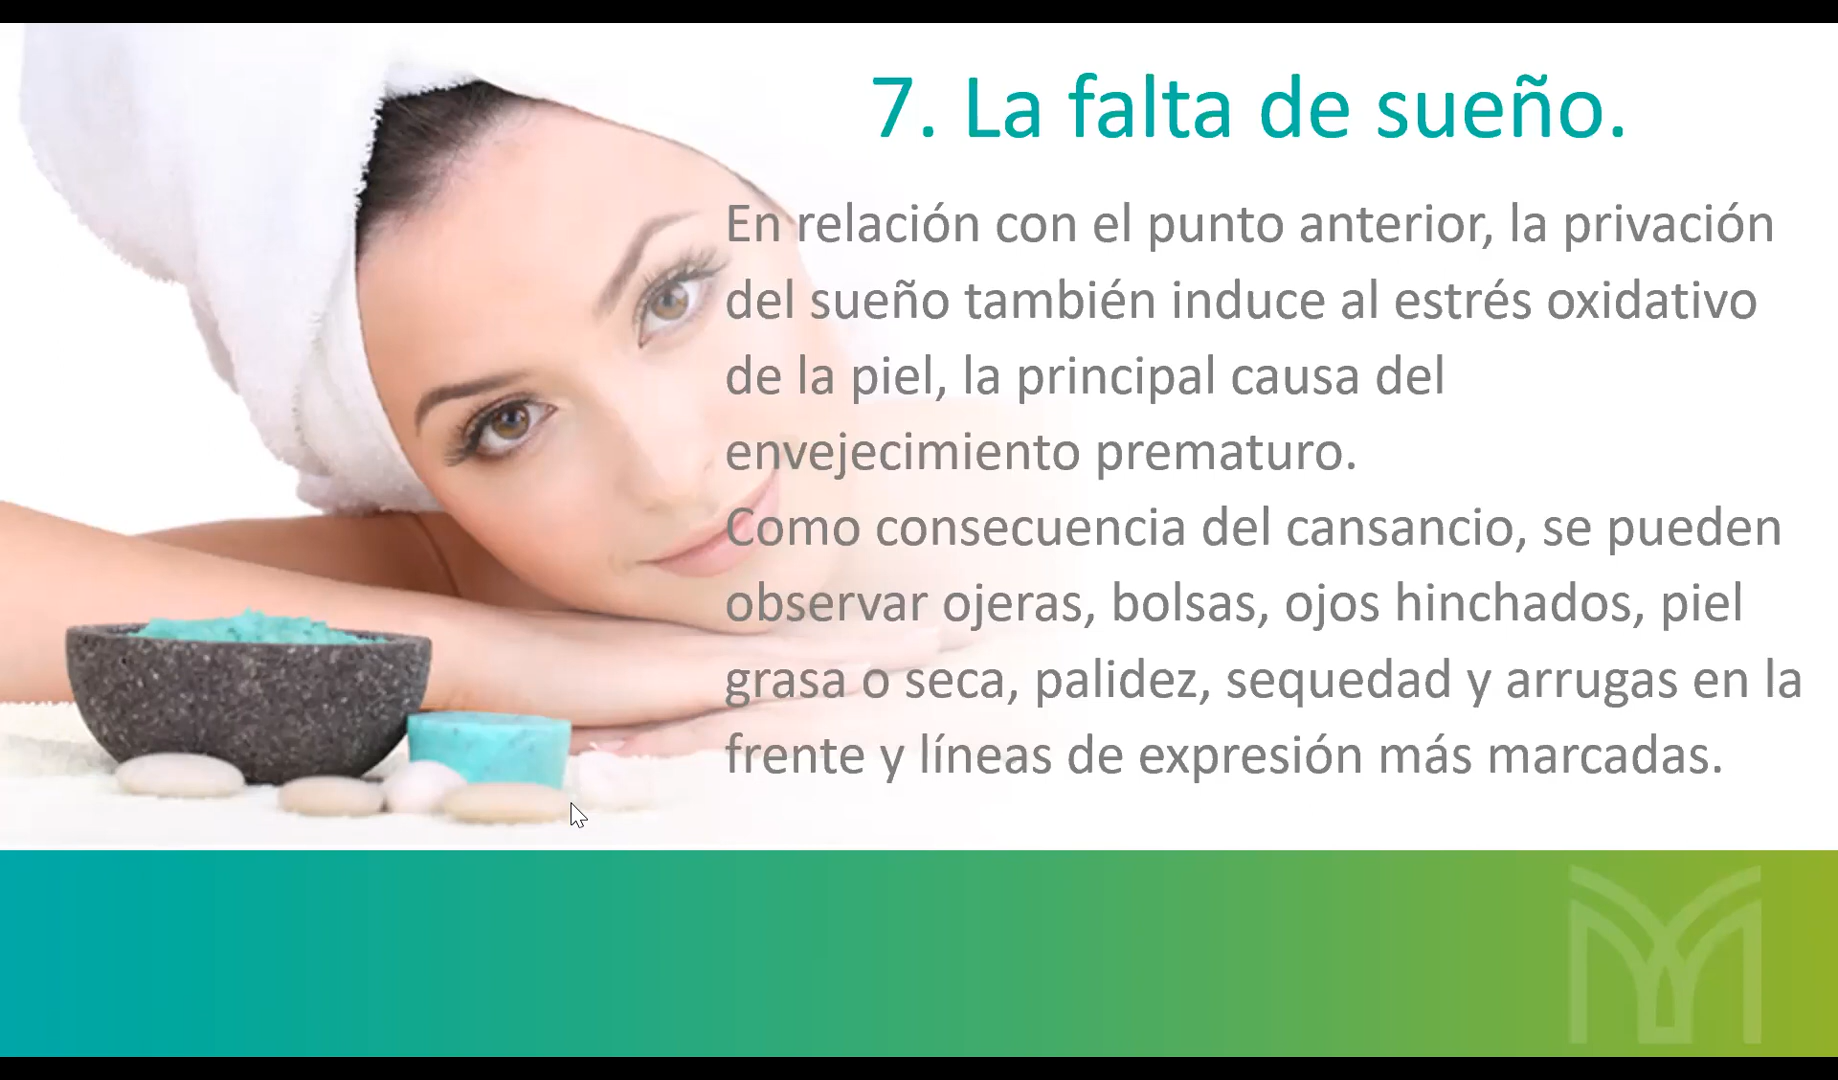 7. La falta de sueño.
En relación con el punto anterior, la privación
del sueño también induce al estrés oxidativo
de la piel, la principal causa del
envejecimiento prematuro.
Como consecuencia del cansancio, se pueden
observar ojeras, bolsas, ojos hinchados, piel
grasa o seca, palidez, sequedad y arrugas en la
frente y líneas de expresión más marcadas.